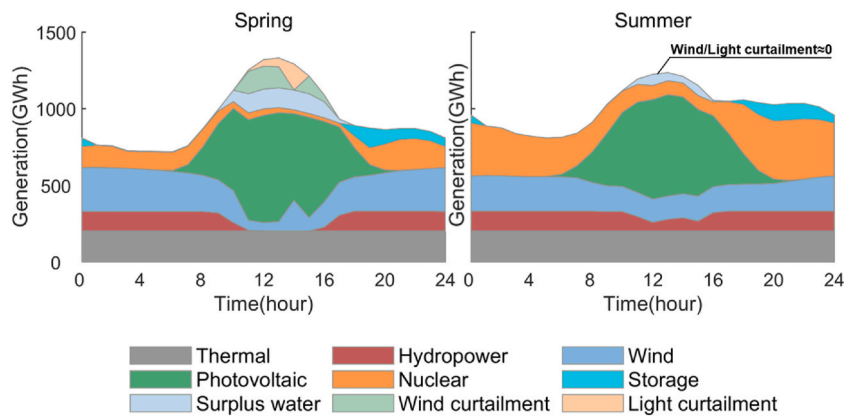 Spring
Summer
1500
1000
500
0
Generation(GWh)
Generation(GWh)
Wind/Light curtailment≈0
0 4 8 12 16 20 24
0 4 8 12 16 20 24
Time(hour)
Time(hour)
Thermal Hydropower Wind
Photovoltaic Nuclear Storage
Surplus water Wind curtailment Light curtailment